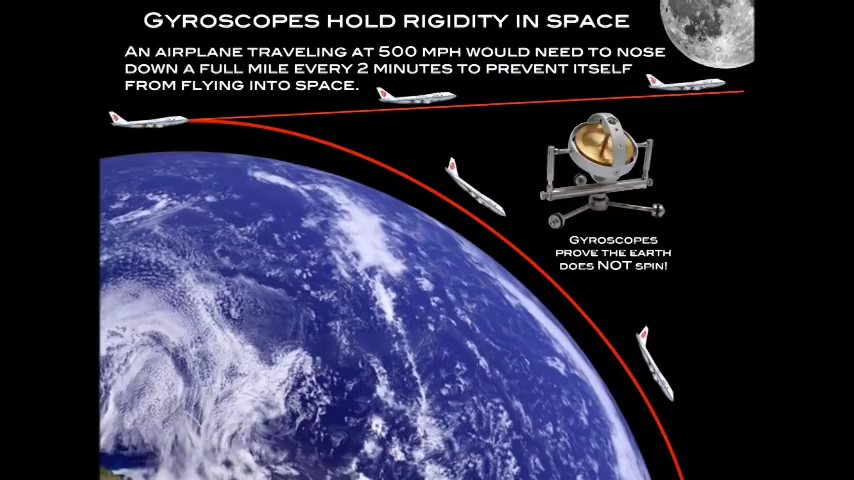 Gyroscopes hold rigidity in space
An airplane traveling at 500 mph would need to nose
down a full mile every 2 minutes to prevent itself
from flying into space.
Gyroscopes
prove the Earth
does NOT spin!